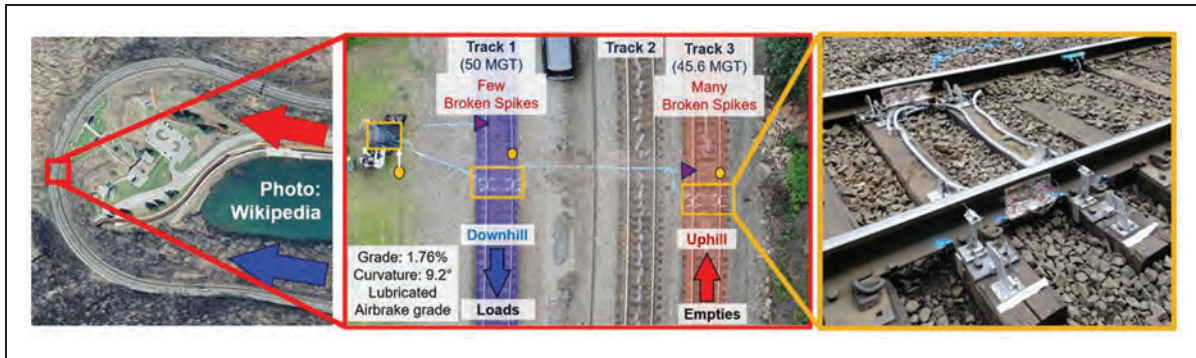 Photo:
Wikipedia
Track 1
(50 MGT)
Few
Broken Spikes
Track 2
Track 3
(45.6 MGT)
Many
Broken Spikes
Grade: 1.76%
Curvature: 9.2°
Lubricated
Airbrake grade
Downhill
Loads
Uphill
Empties